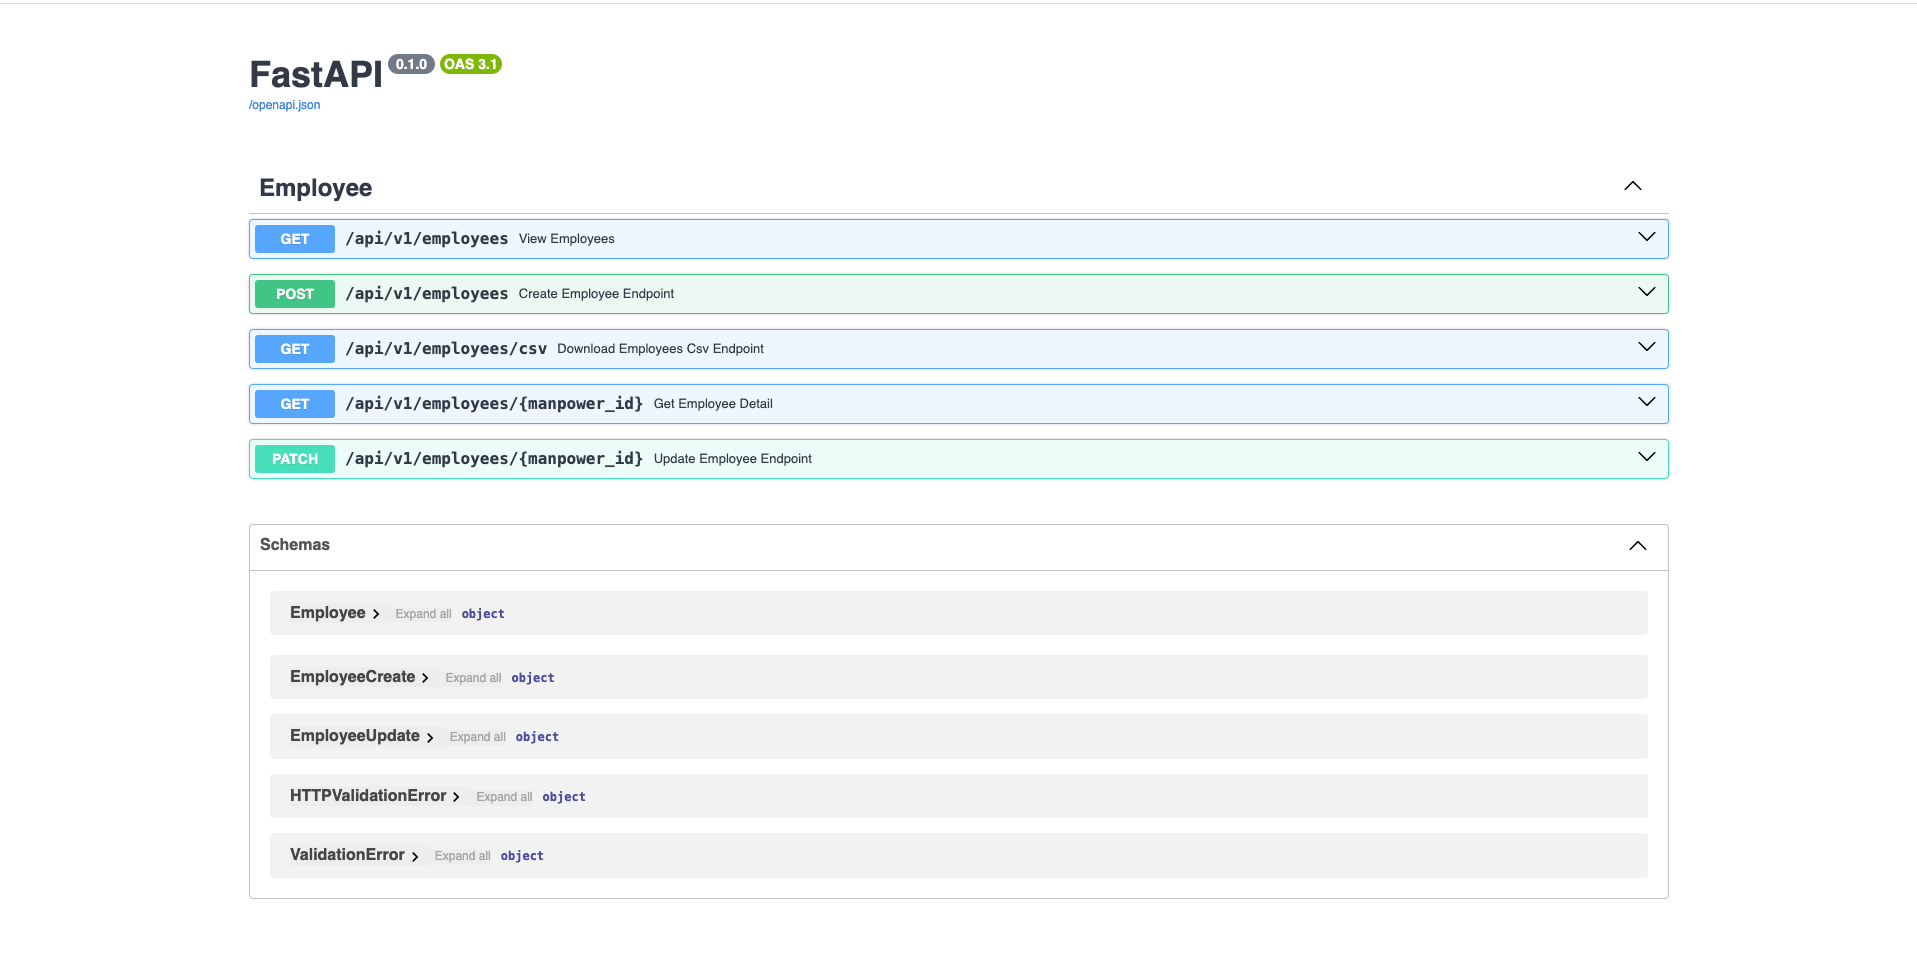 FastAPI 0.1.0 OAS 3.1
/openapi.json
Employee
GET /api/v1/employees View Employees
POST /api/v1/employees Create Employee Endpoint
GET /api/v1/employees/csv Download Employees Csv Endpoint
GET /api/v1/employees/{manpower_id} Get Employee Detail
PATCH /api/v1/employees/{manpower_id} Update Employee Endpoint
Schemas
Employee Expand all object
EmployeeCreate Expand all object
EmployeeUpdate Expand all object
HTTPValidationError Expand all object
ValidationError Expand all object